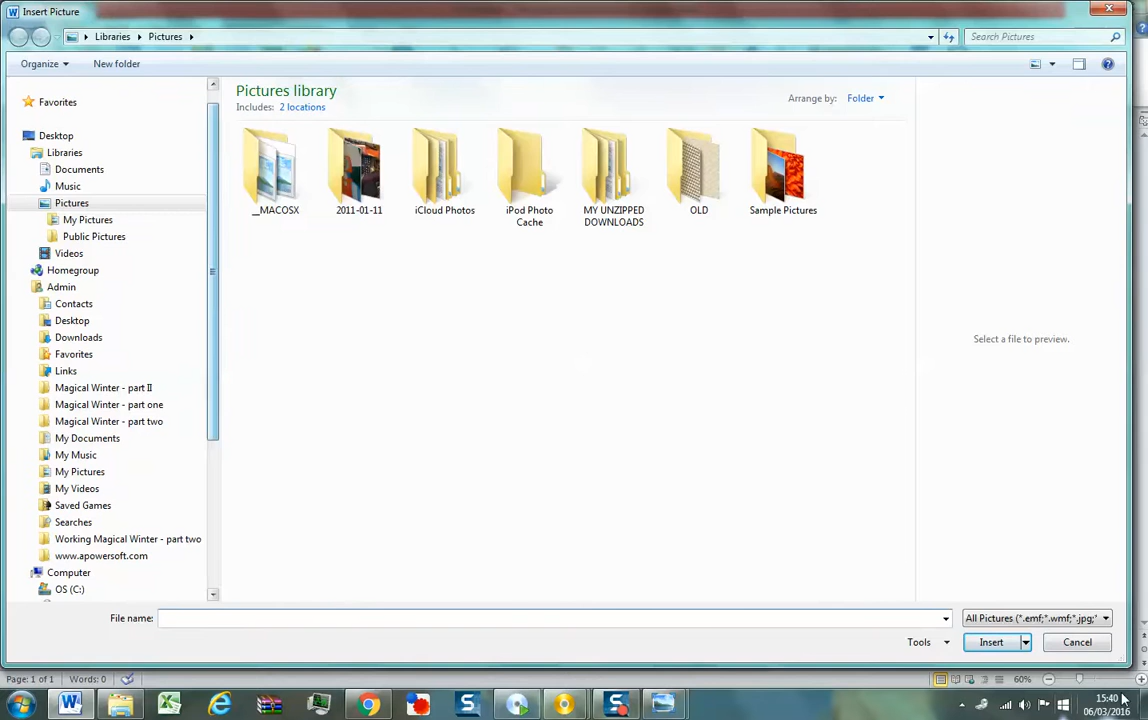 Insert Picture
Libraries Pictures
Search Pictures
Organize New folder
Favorites
Desktop
Libraries
Documents
Music
Pictures
My Pictures
Public Pictures
Videos
Homegroup
Admin
Contacts
Desktop
Downloads
Favorites
Links
Magical Winter - part II
Magical Winter - part one
Magical Winter - part two
My Documents
My Music
My Pictures
My Videos
Saved Games
Searches
Working Magical Winter - part two
www.apowersoft.com
Computer
OS (C:)
Pictures library
Includes: 2 locations
Arrange by: Folder
__MACOSX
2011-01-11
iCloud Photos
iPod Photo
Cache
MY UNZIPPED
DOWNLOADS
OLD
Sample Pictures
Select a file to preview.
File name:
All Pictures (*.emf;*.wmf;*.jpg;*
Tools Insert Cancel
Page: 1 of 1 Words: 0 60%
15:40
06/03/2016